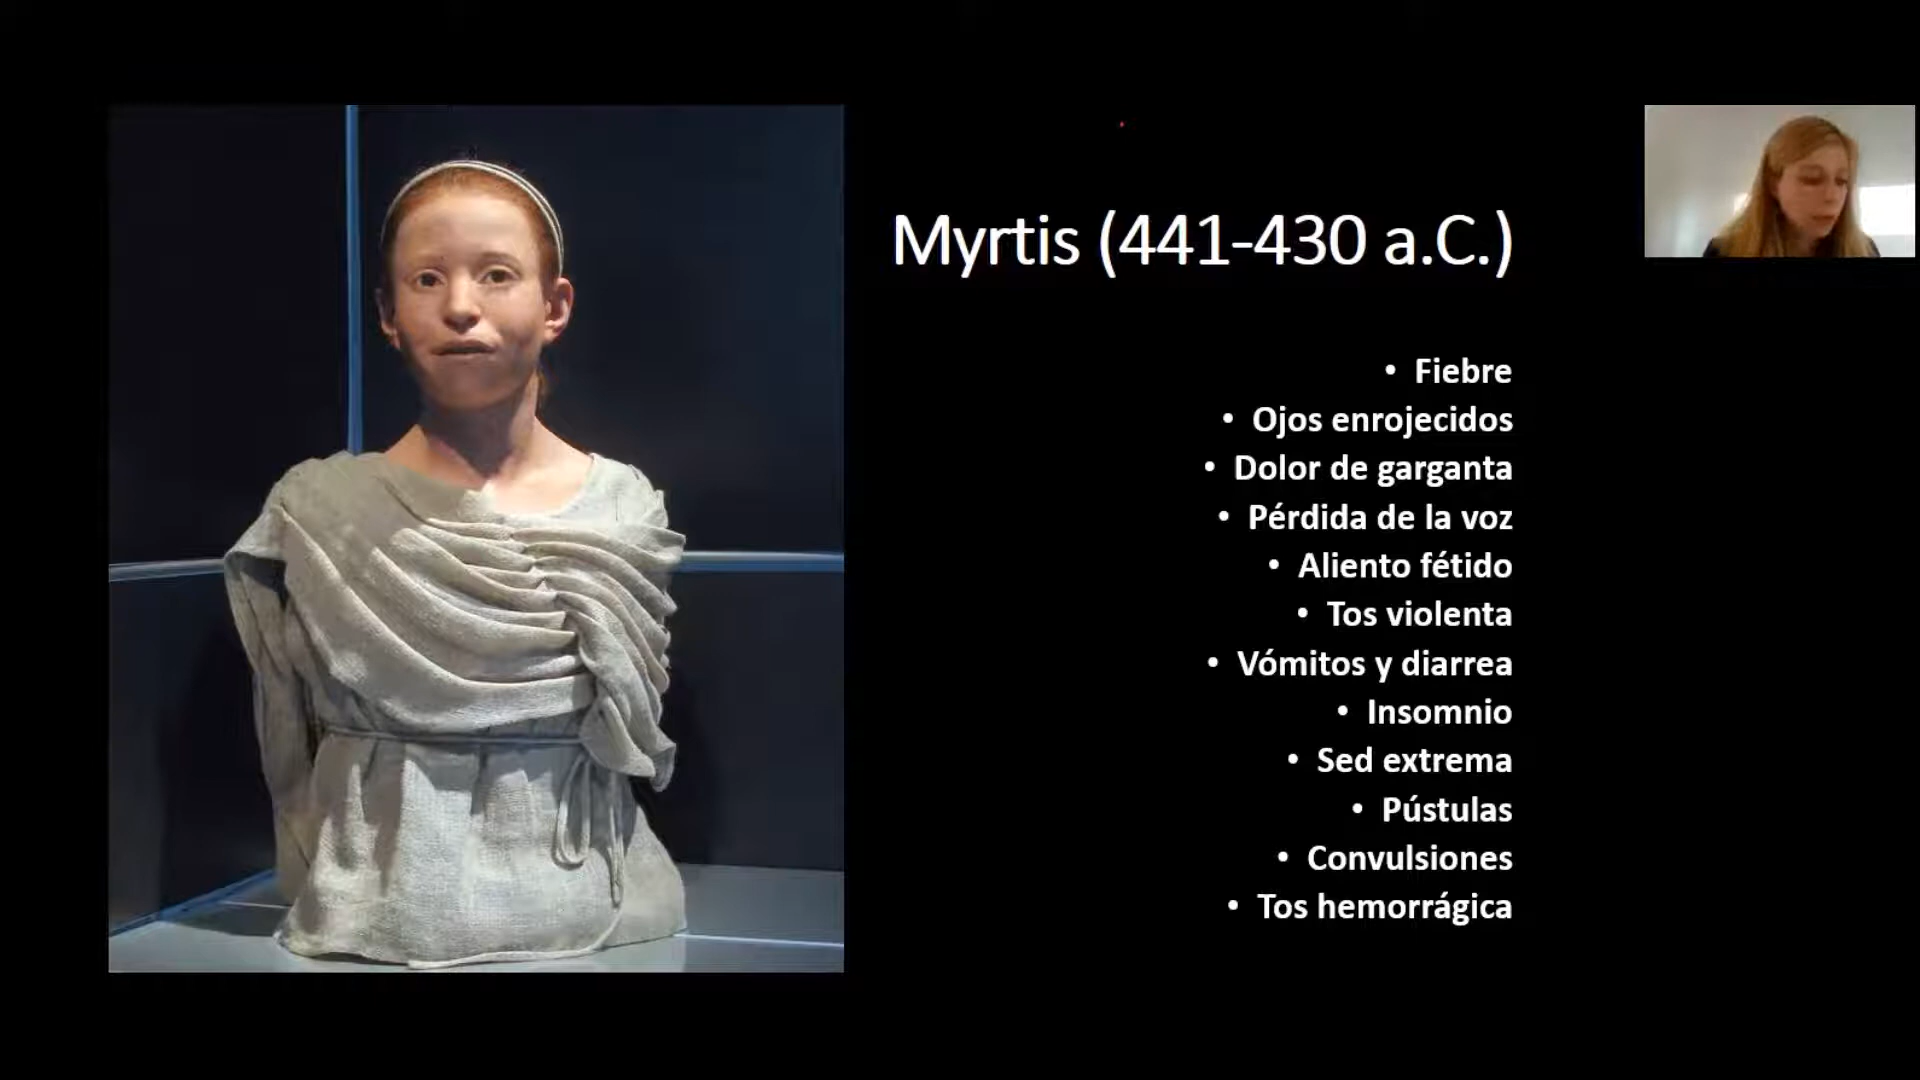 Myrtis (441-430 a.C.)
• Fiebre
• Ojos enrojecidos
• Dolor de garganta
• Pérdida de la voz
• Aliento fétido
• Tos violenta
• Vómitos y diarrea
• Insomnio
• Sed extrema
• Pústulas
• Convulsiones
• Tos hemorrágica